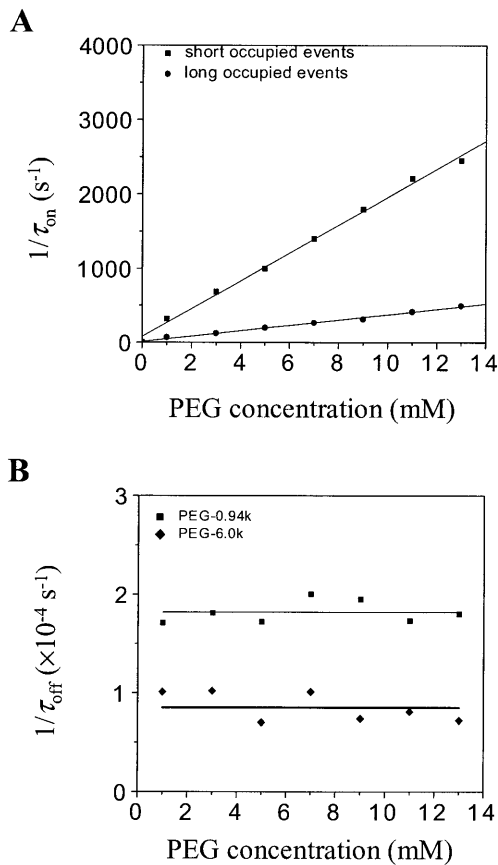 A
4000
3000
2000
1000
0
1/τon (s-1)
short occupied events
long occupied events
0 2 4 6 8 10 12 14
PEG concentration (mM)
B
3
2
1
0
1/τoff (×10-4 s-1)
PEG-0.94k
PEG-6.0k
0 2 4 6 8 10 12 14
PEG concentration (mM)